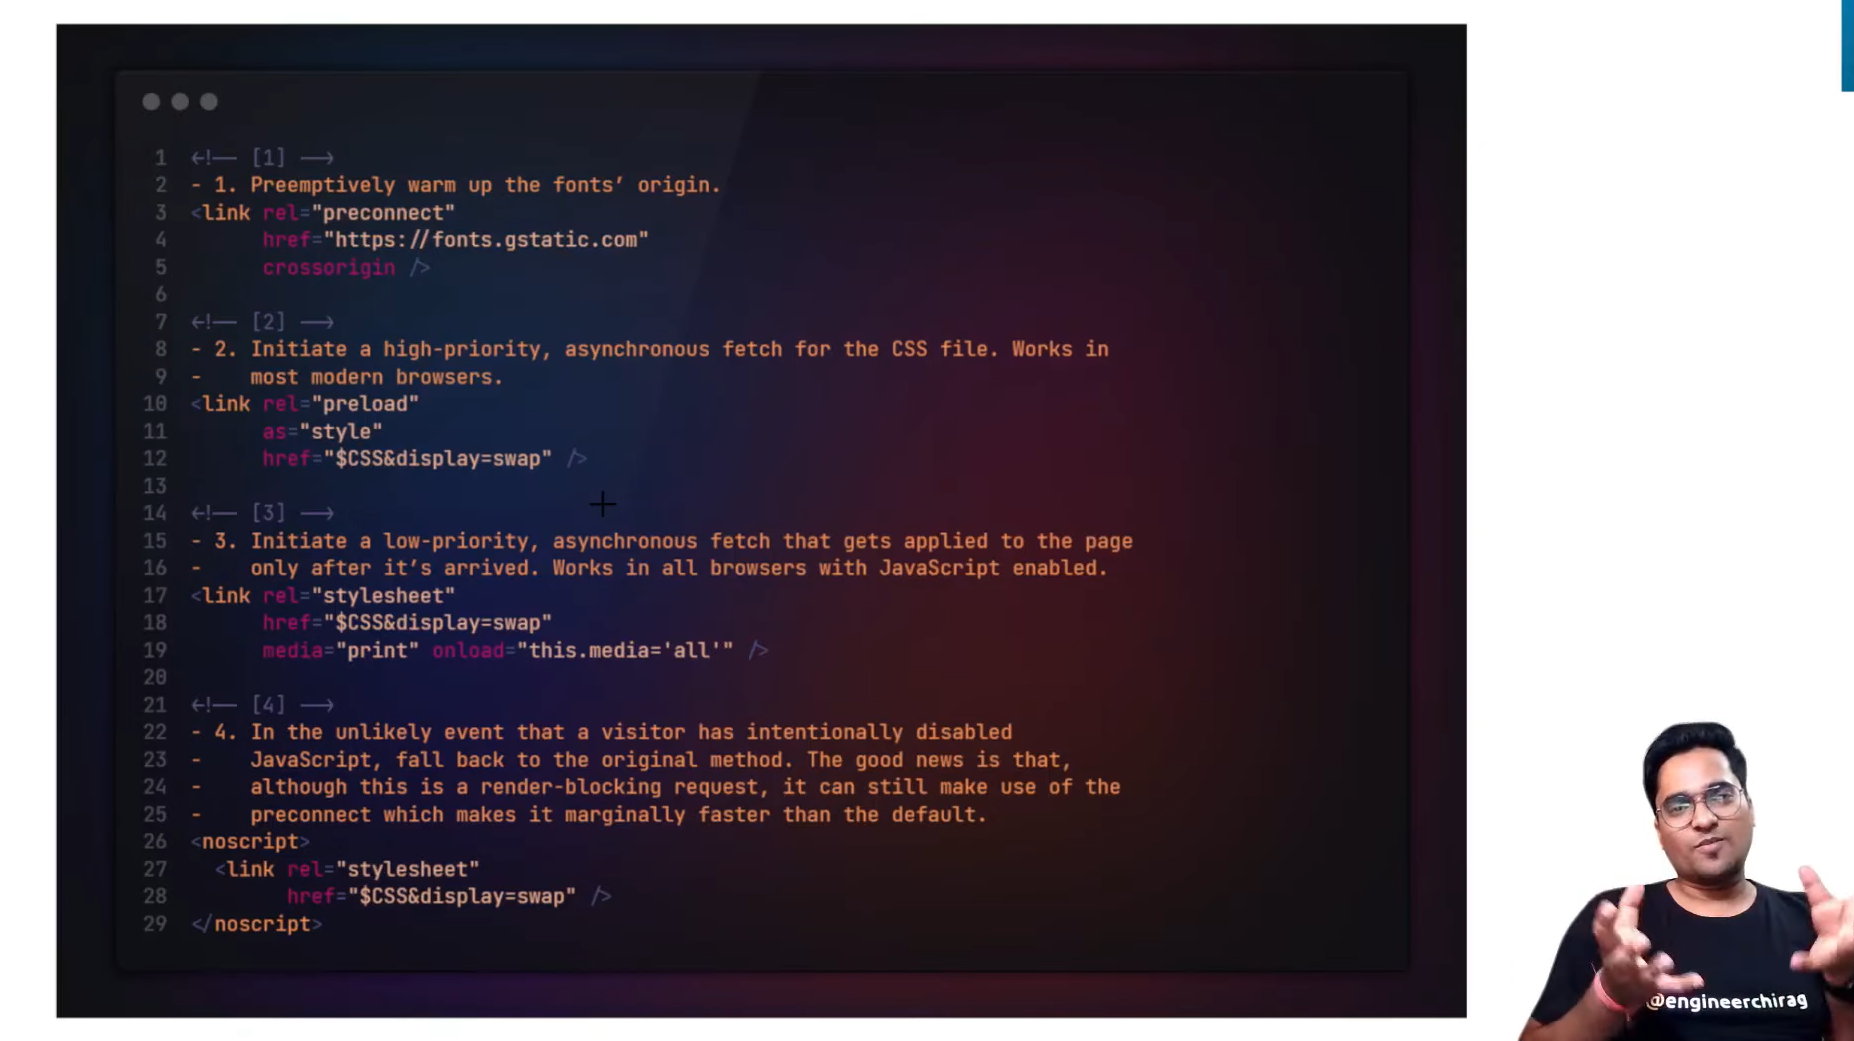 1 <!-- [1] -->
2 - 1. Preemptively warm up the fonts’ origin.
3 <link rel="preconnect"
4 href="https://fonts.gstatic.com"
5 crossorigin />
6
7 <!-- [2] -->
8 - 2. Initiate a high-priority, asynchronous fetch for the CSS file. Works in
9 - most modern browsers.
10 <link rel="preload"
11 as="style"
12 href="$CSS&display=swap" />
13
14 <!-- [3] -->
15 - 3. Initiate a low-priority, asynchronous fetch that gets applied to the page
16 - only after it’s arrived. Works in all browsers with JavaScript enabled.
17 <link rel="stylesheet"
18 href="$CSS&display=swap"
19 media="print" onload="this.media='all'" />
20
21 <!-- [4] -->
22 - 4. In the unlikely event that a visitor has intentionally disabled
23 - JavaScript, fall back to the original method. The good news is that,
24 - although this is a render-blocking request, it can still make use of the
25 - preconnect which makes it marginally faster than the default.
26 <noscript>
27 <link rel="stylesheet"
28 href="$CSS&display=swap" />
29 </noscript>
@engineerchirag